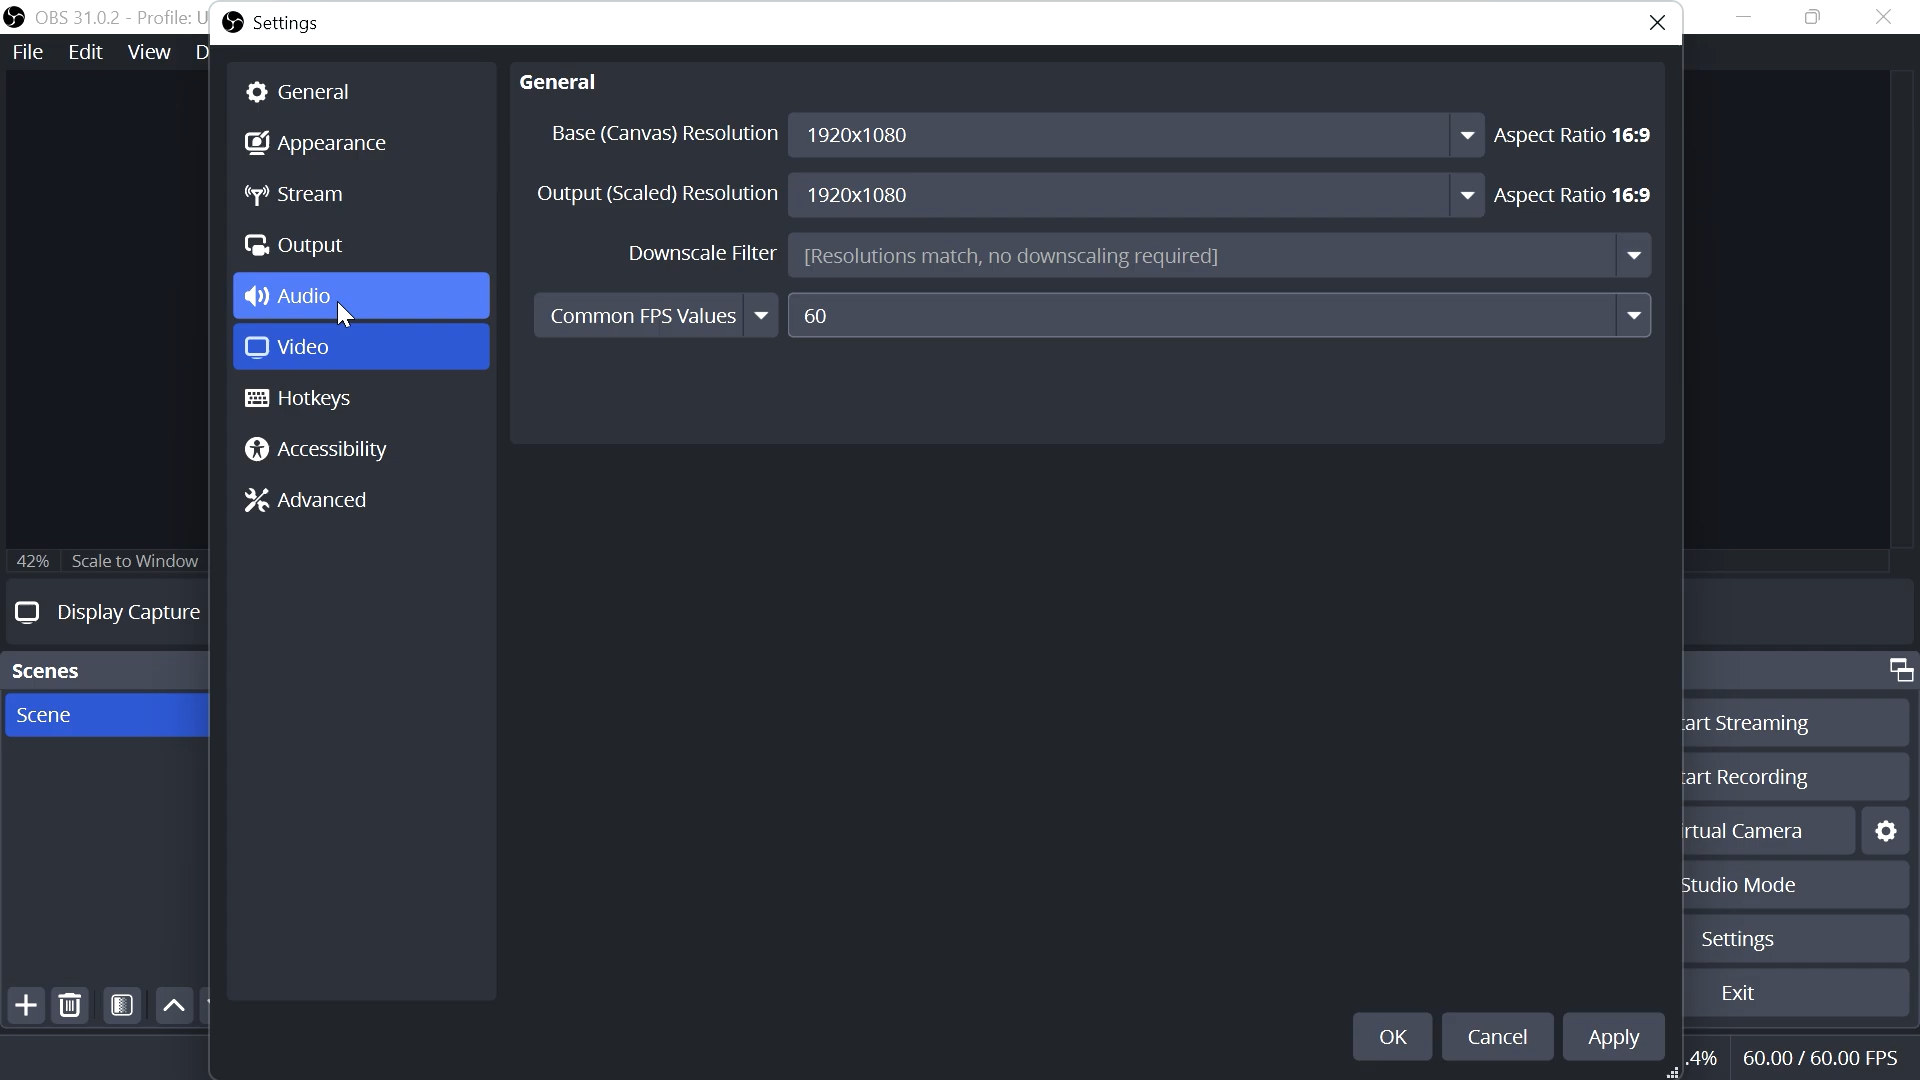 OBS 31.0.2 - Profile: U
Settings
File Edit View D
General
Appearance
Stream
Output
Audio
Video
Hotkeys
Accessibility
Advanced
General
Base (Canvas) Resolution 1920x1080 Aspect Ratio 16:9
Output (Scaled) Resolution 1920x1080 Aspect Ratio 16:9
Downscale Filter [Resolutions match, no downscaling required]
Common FPS Values 60
42% Scale to Window
Display Capture
Scenes
Scene
tart Streaming
tart Recording
irtual Camera
Studio Mode
Settings
Exit
OK Cancel Apply
.4% 60.00 / 60.00 FPS